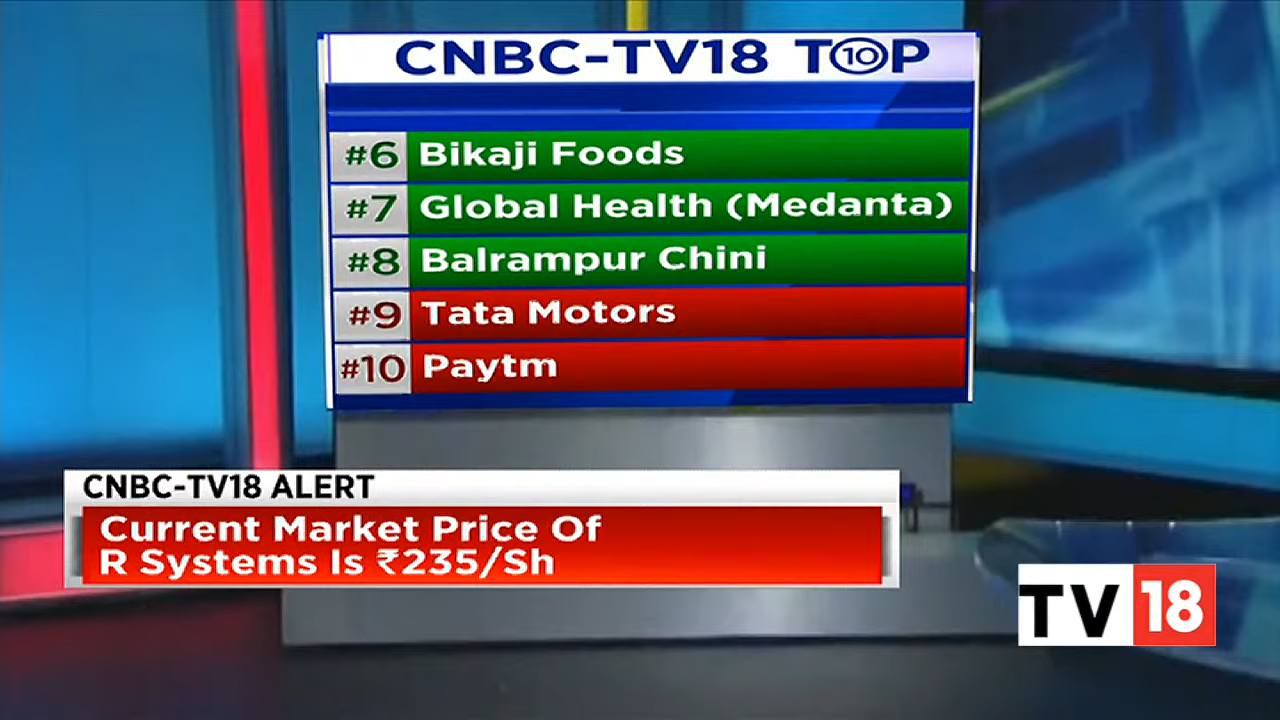 CNBC-TV18 TOP 10
#6 Bikaji Foods
#7 Global Health (Medanta)
#8 Balrampur Chini
#9 Tata Motors
#10 Paytm
CNBC-TV18 ALERT
Current Market Price Of
R Systems Is ₹235/Sh
TV18